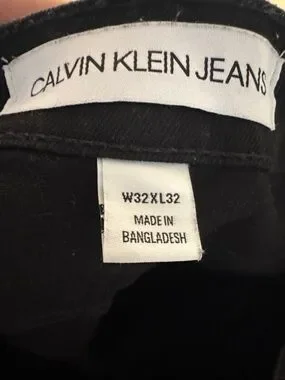 CALVIN KLEIN JEANS
W32XL32
MADE IN
BANGLADESH